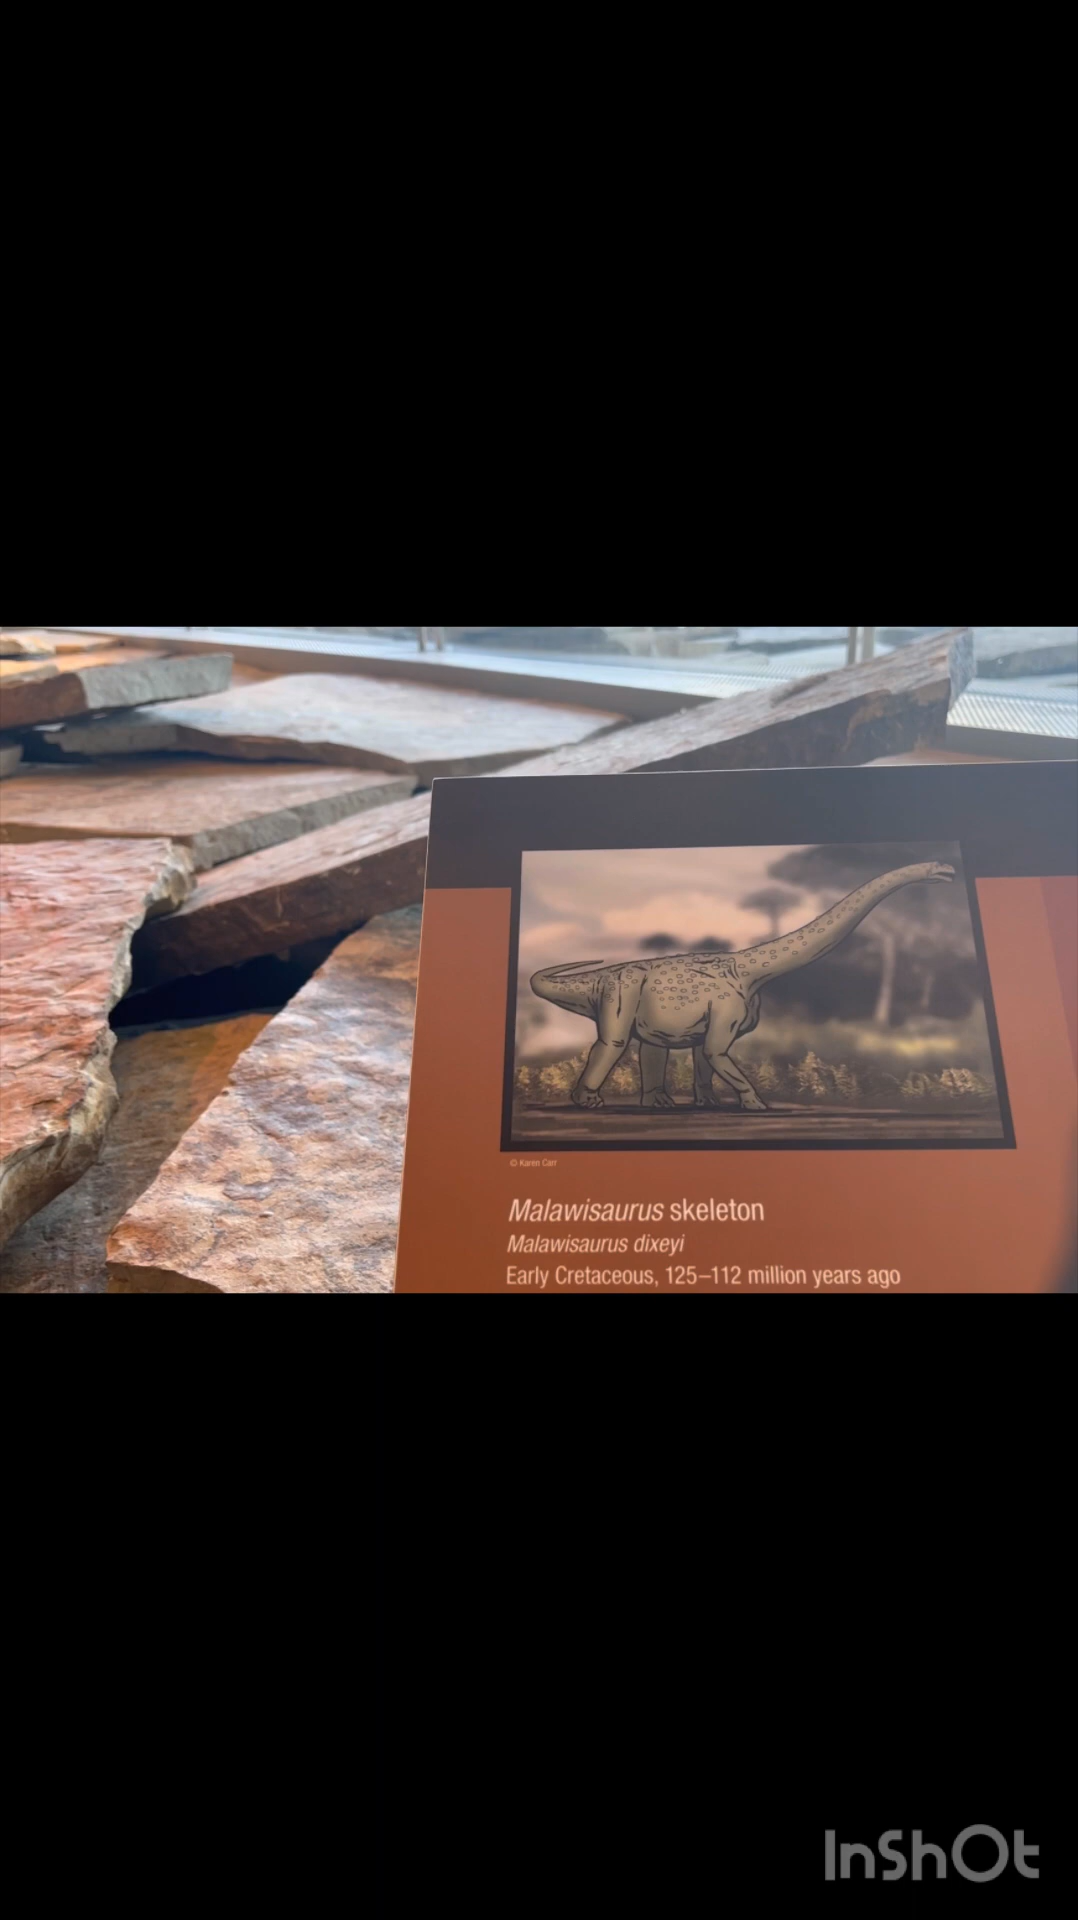 © Karen Carr
Malawisaurus skeleton
Malawisaurus dixeyi
Early Cretaceous, 125–112 million years ago
InShOt